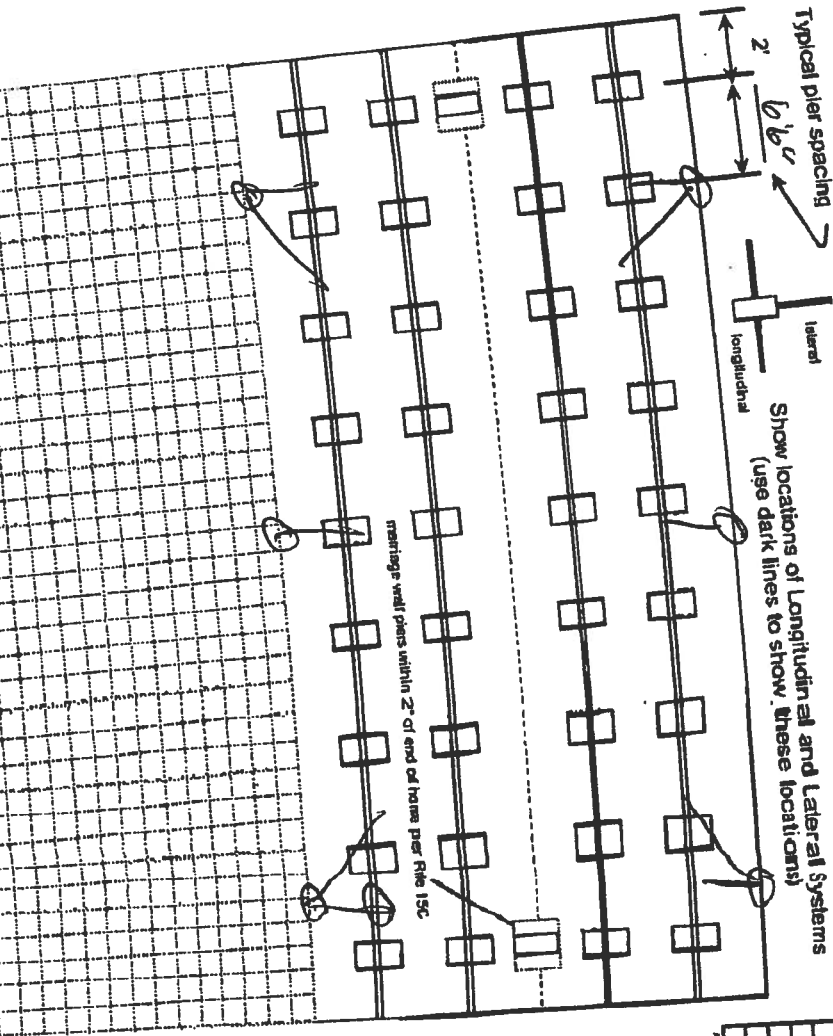 Typical pier spacing
2'
6'6"
lateral
longitudinal
Show locations of Longitudinal and Lateral Systems
(use dark lines to show these locations)
marriage wall piers within 2' of end of home per Rule 15C